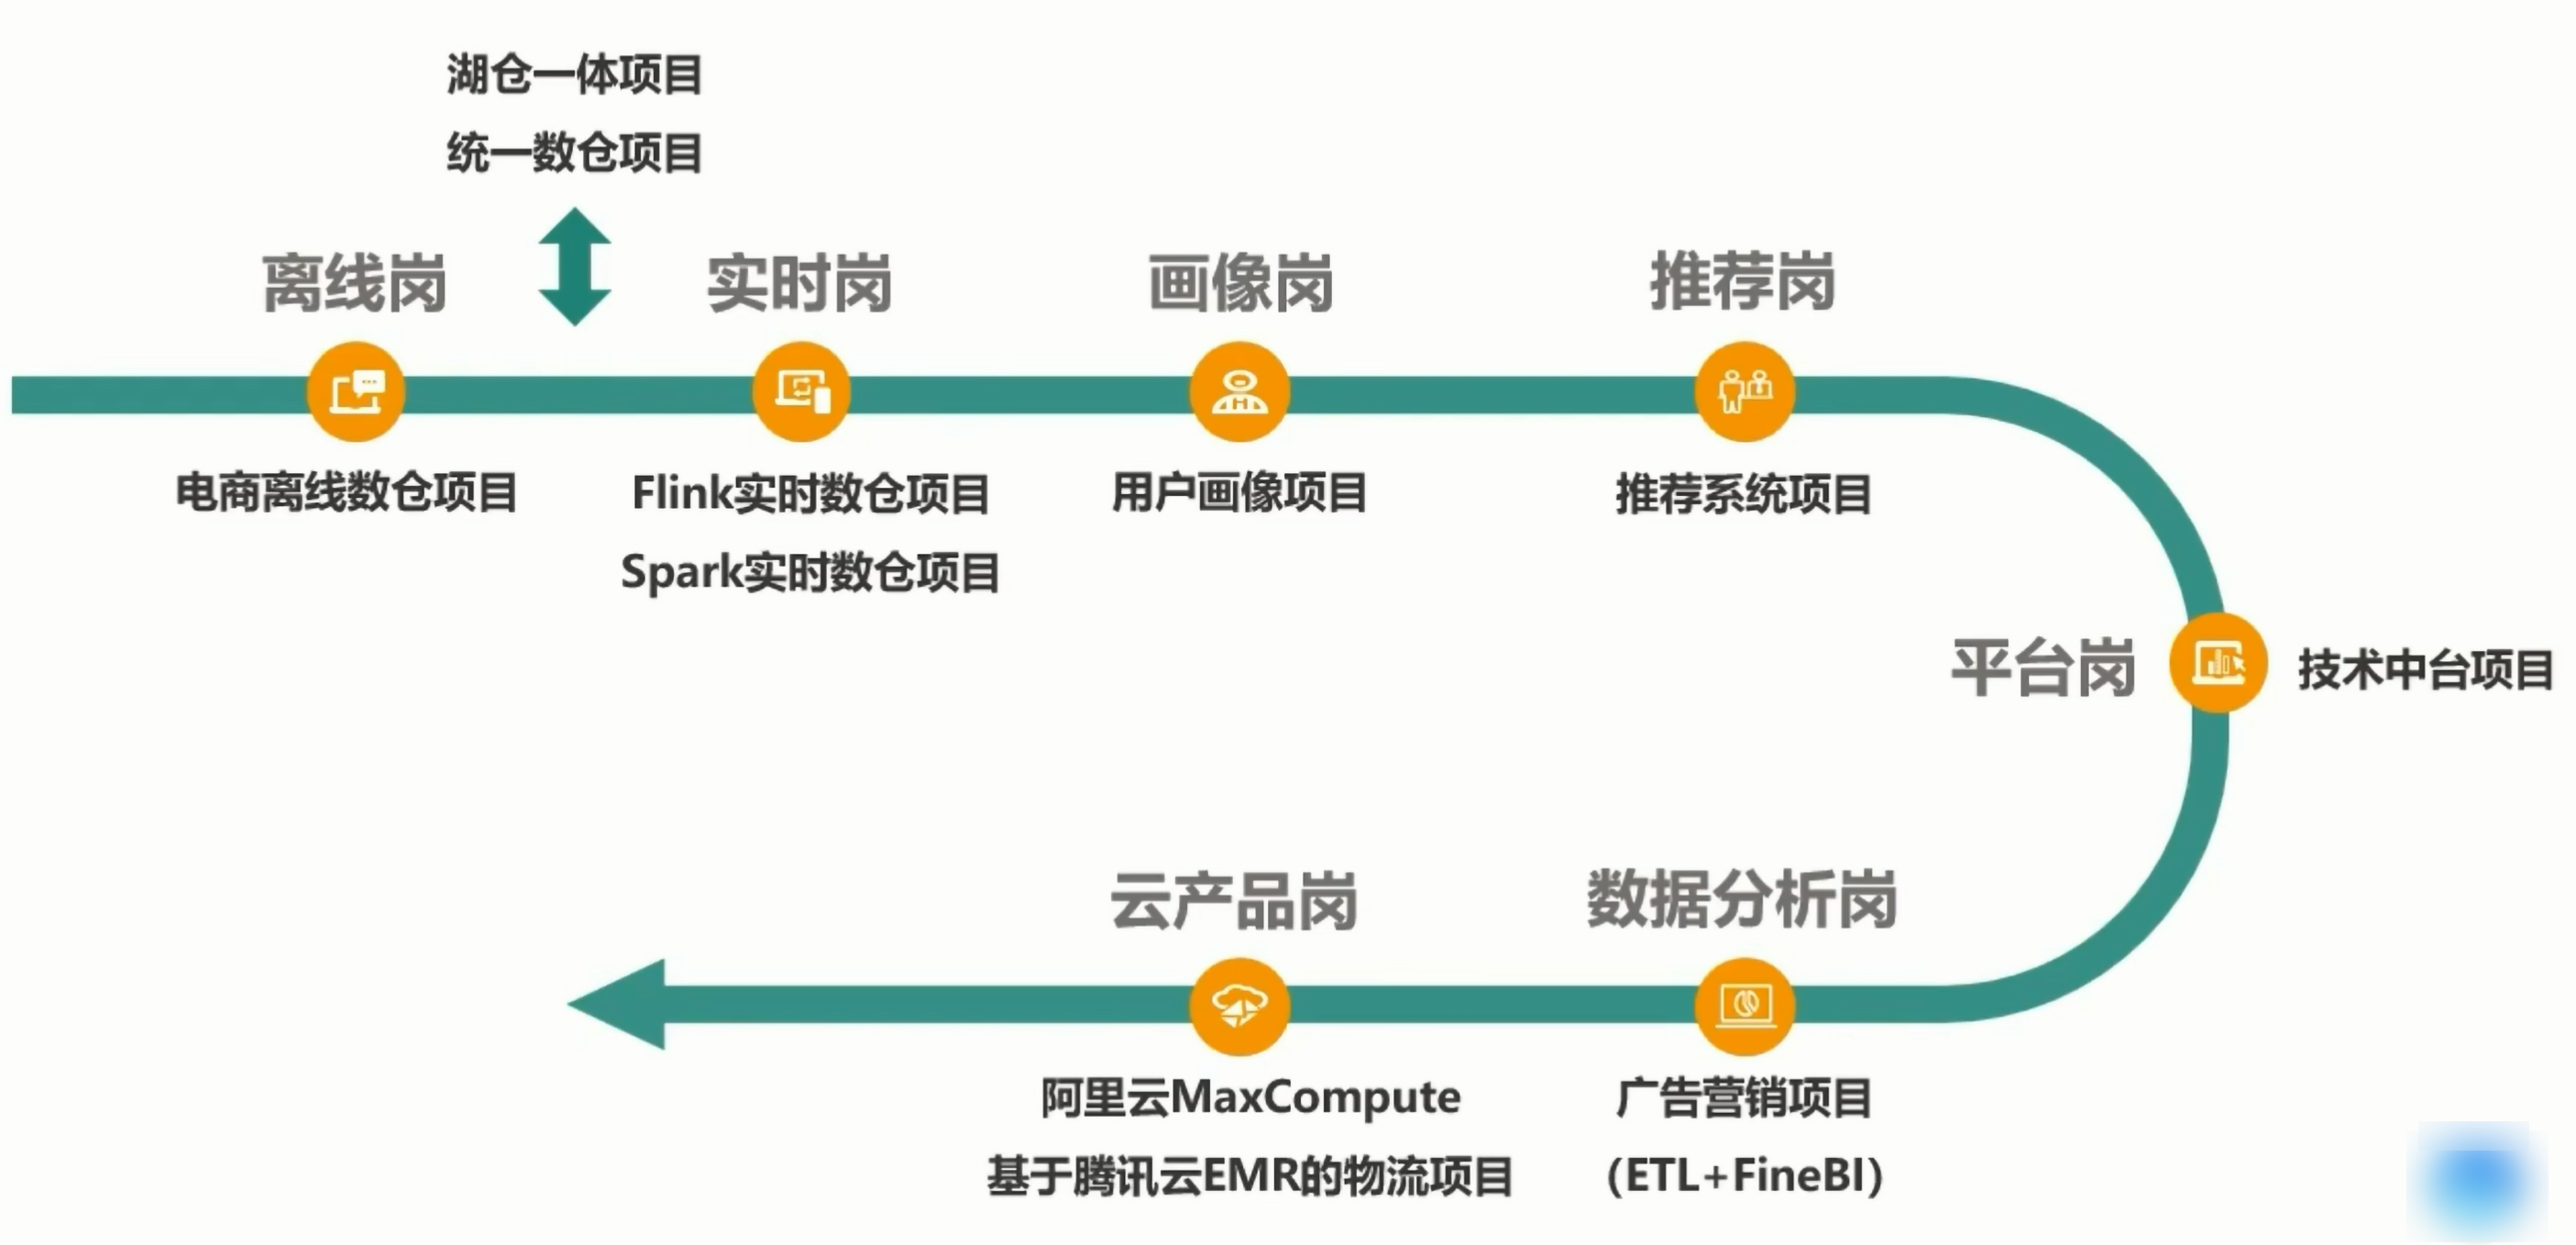 湖仓一体项目
统一数仓项目
离线岗
实时岗
画像岗
推荐岗
电商离线数仓项目
Flink实时数仓项目
Spark实时数仓项目
用户画像项目
推荐系统项目
平台岗
技术中台项目
云产品岗
数据分析岗
阿里云MaxCompute
基于腾讯云EMR的物流项目
广告营销项目
（ETL+FineBI）